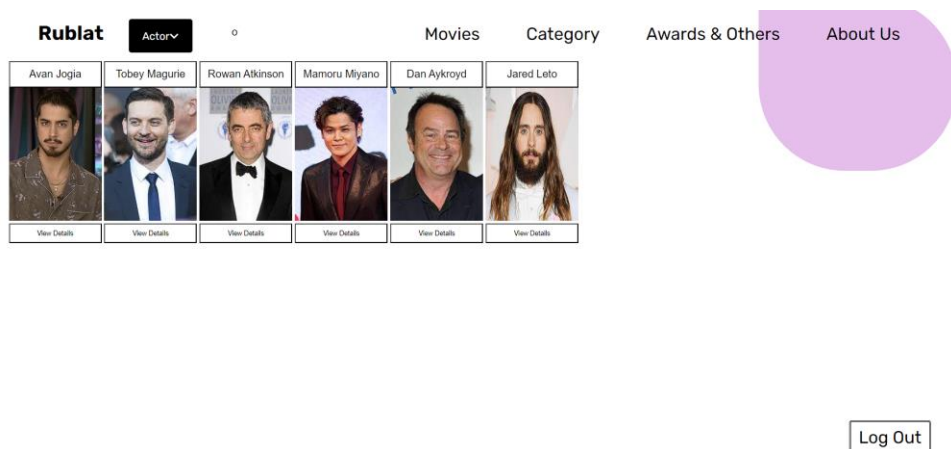 Rublat Actor o Movies Category Awards & Others About Us
Avan Jogia Tobey Magurie Rowan Atkinson Mamoru Miyano Dan Aykroyd Jared Leto
View Details View Details View Details View Details View Details View Details
Log Out